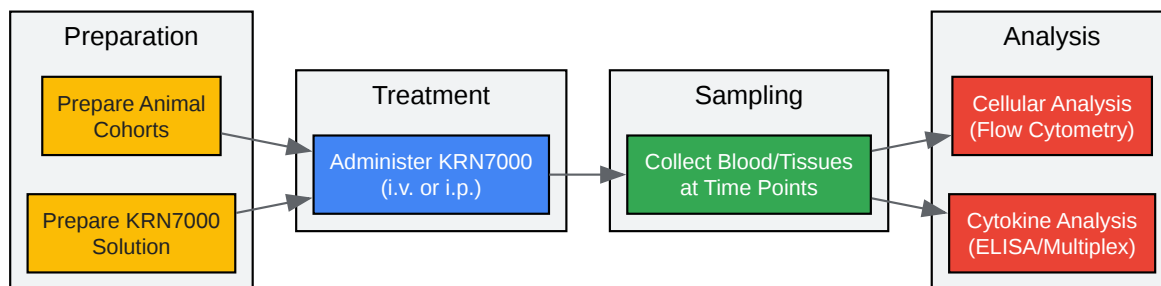 Preparation
Prepare Animal
Cohorts
Prepare KRN7000
Solution
Treatment
Administer KRN7000
(i.v. or i.p.)
Sampling
Collect Blood/Tissues
at Time Points
Analysis
Cellular Analysis
(Flow Cytometry)
Cytokine Analysis
(ELISA/Multiplex)